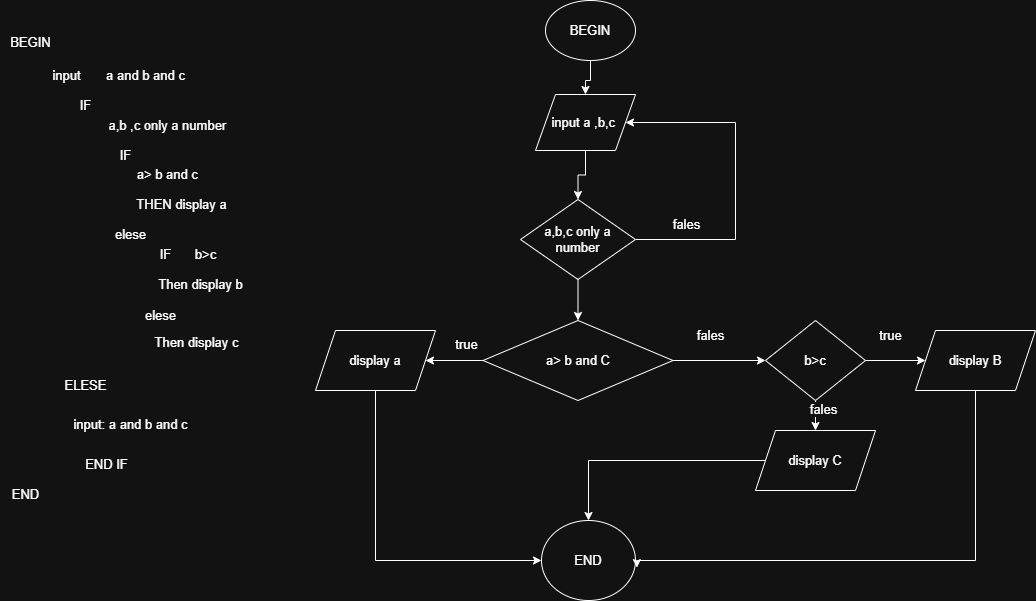 BEGIN
input a and b and c
IF
a,b ,c only a number
IF
a> b and c
THEN display a
elese
IF b>c
Then display b
elese
Then display c
ELESE
input: a and b and c
END IF
END
BEGIN
input a ,b,c
a,b,c only a
number
fales
a> b and C
true
display a
fales
b>c
true
display B
fales
display C
END